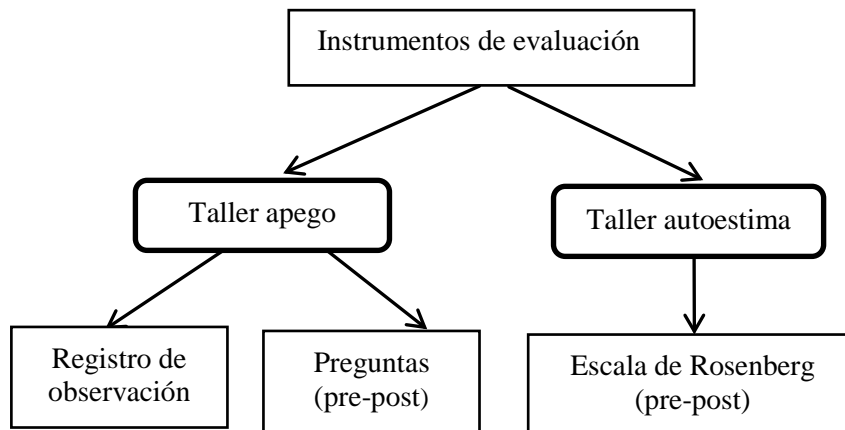 Instrumentos de evaluación
Taller apego
Taller autoestima
Registro de
observación
Preguntas
(pre-post)
Escala de Rosenberg
(pre-post)